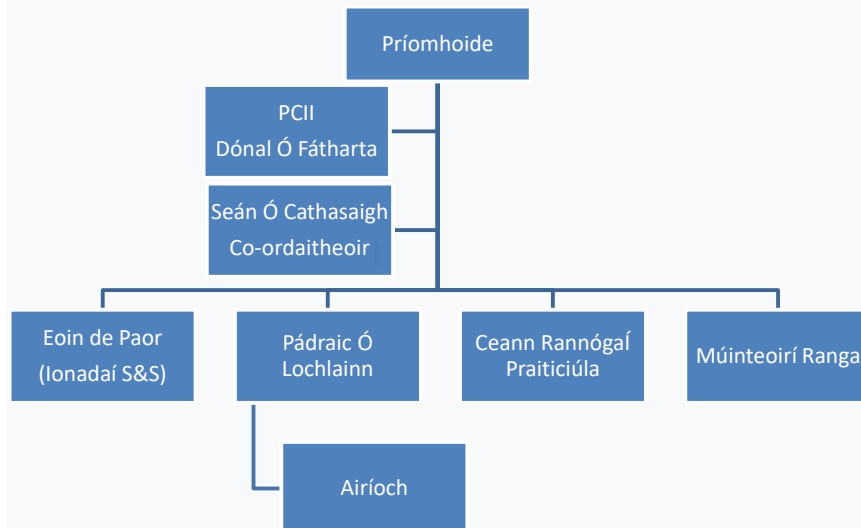 Príomhoide
PCII
Dónal Ó Fátharta
Seán Ó Cathasaigh
Co-ordaitheoir
Eoin de Paor
(Ionadaí S&S)
Pádraic Ó
Lochlainn
Ceann Rannógaí
Praiticiúla
Múinteoirí Ranga
Airíoch